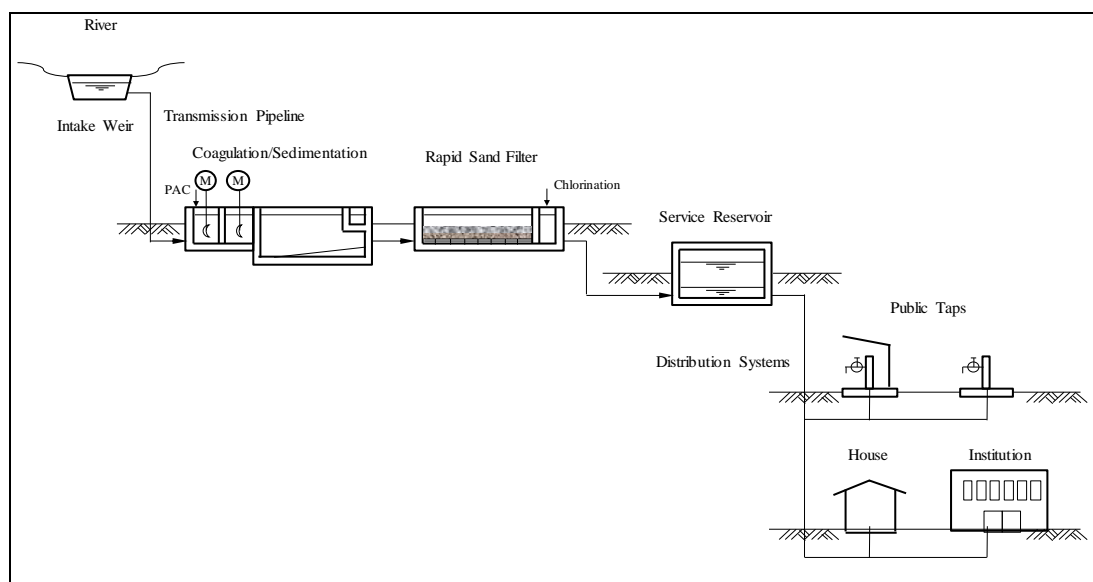 River
Intake Weir
Transmission Pipeline
Coagulation/Sedimentation
PAC
M
M
Rapid Sand Filter
Chlorination
Service Reservoir
Distribution Systems
Public Taps
House
Institution